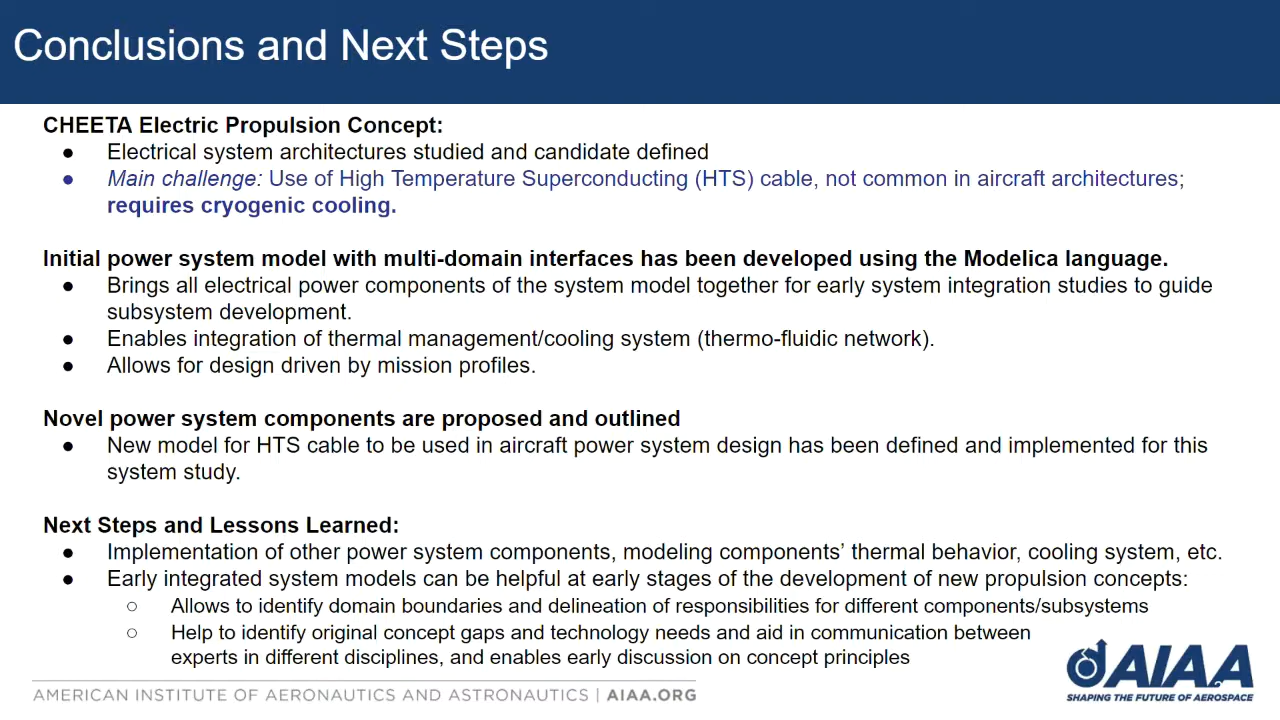 Conclusions and Next Steps
CHEETA Electric Propulsion Concept:
● Electrical system architectures studied and candidate defined
● Main challenge: Use of High Temperature Superconducting (HTS) cable, not common in aircraft architectures;
requires cryogenic cooling.
Initial power system model with multi-domain interfaces has been developed using the Modelica language.
● Brings all electrical power components of the system model together for early system integration studies to guide
subsystem development.
● Enables integration of thermal management/cooling system (thermo-fluidic network).
● Allows for design driven by mission profiles.
Novel power system components are proposed and outlined
● New model for HTS cable to be used in aircraft power system design has been defined and implemented for this
system study.
Next Steps and Lessons Learned:
● Implementation of other power system components, modeling components’ thermal behavior, cooling system, etc.
● Early integrated system models can be helpful at early stages of the development of new propulsion concepts:
○ Allows to identify domain boundaries and delineation of responsibilities for different components/subsystems
○ Help to identify original concept gaps and technology needs and aid in communication between
experts in different disciplines, and enables early discussion on concept principles
AMERICAN INSTITUTE OF AERONAUTICS AND ASTRONAUTICS | AIAA.ORG
AIAA
SHAPING THE FUTURE OF AEROSPACE